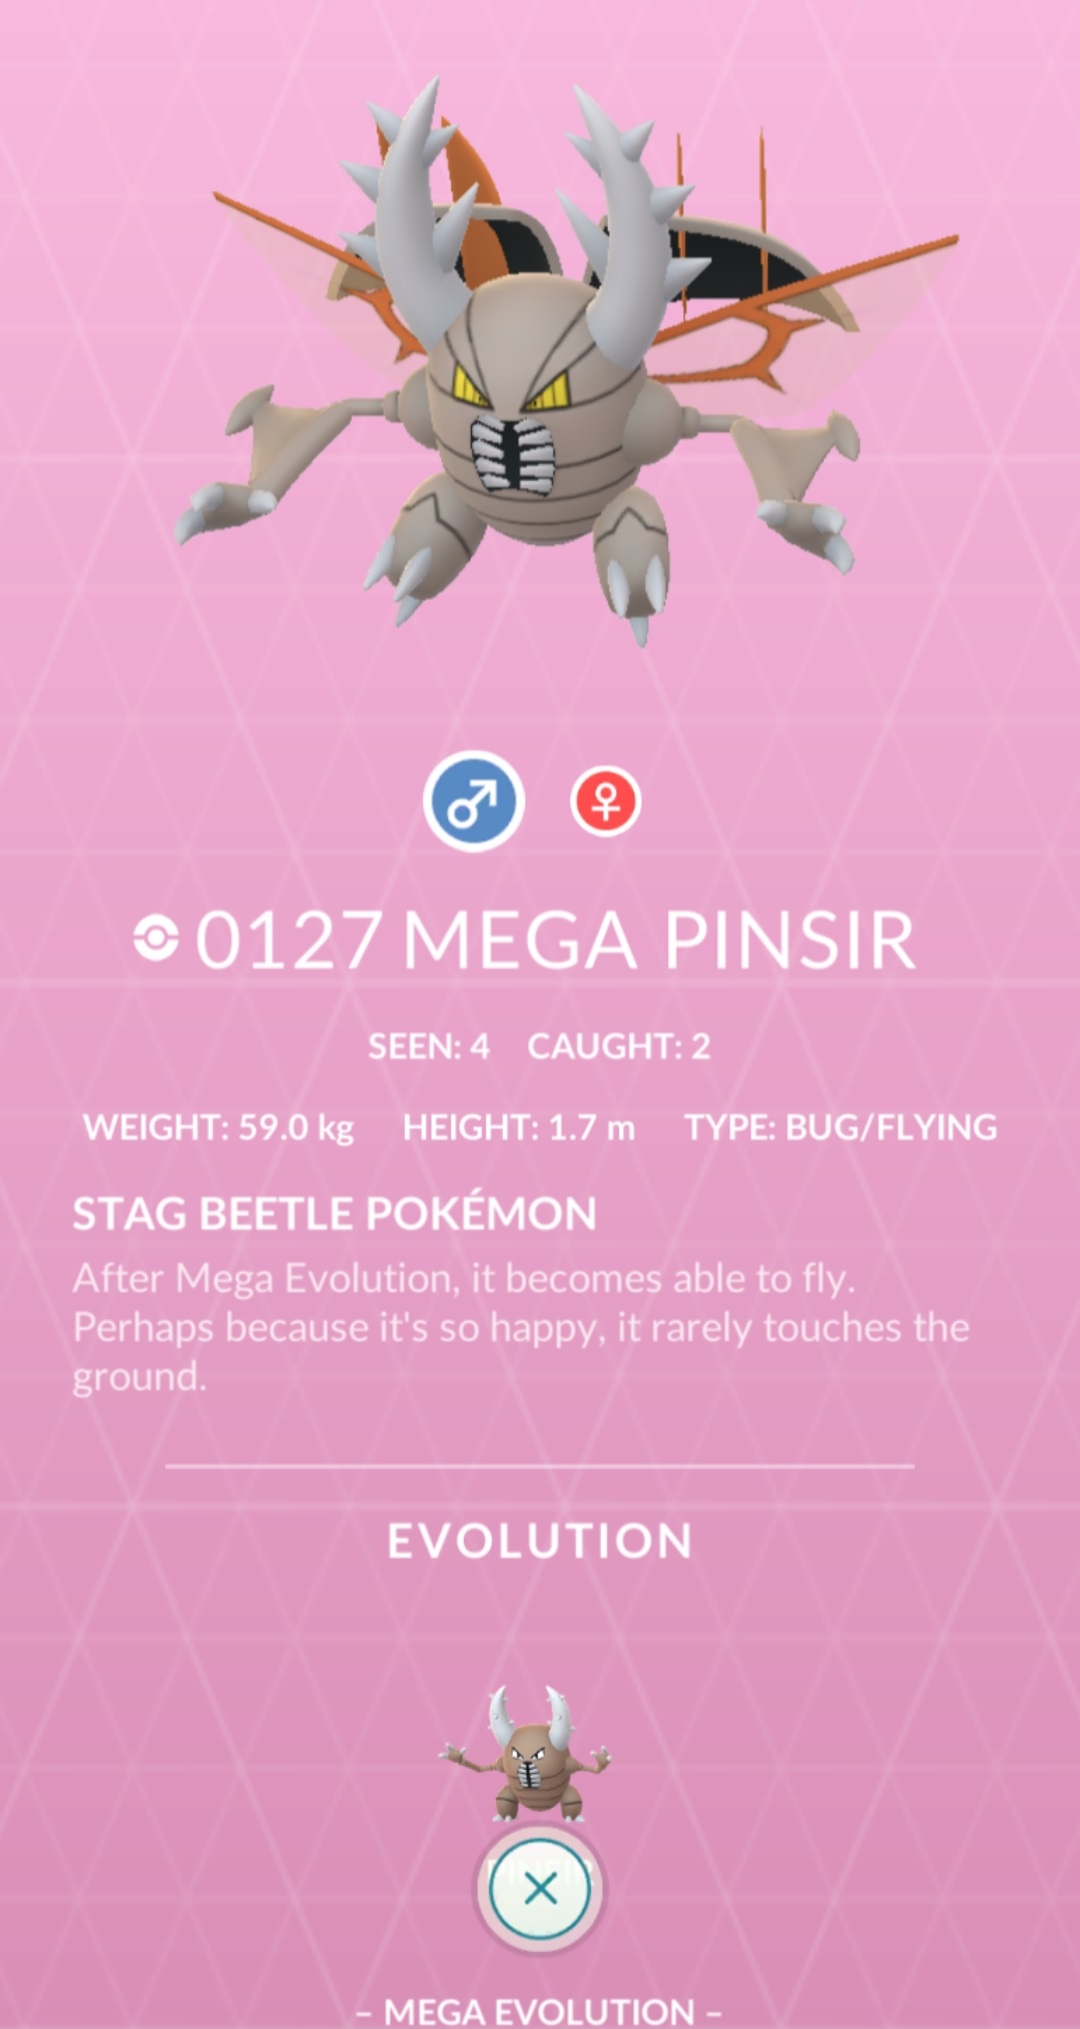 0127 MEGA PINSIR
SEEN: 4 CAUGHT: 2
WEIGHT: 59.0 kg HEIGHT: 1.7 m TYPE: BUG/FLYING
STAG BEETLE POKÉMON
After Mega Evolution, it becomes able to fly.
Perhaps because it's so happy, it rarely touches the
ground.
EVOLUTION
PINSIR
– MEGA EVOLUTION –